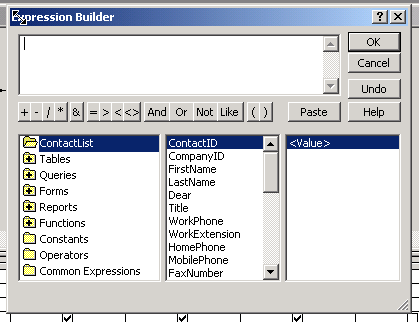 Expression Builder
OK
Cancel
Undo
+ - / * & = > < <> And Or Not Like ( ) Paste Help
ContactList
Tables
Queries
Forms
Reports
Functions
Constants
Operators
Common Expressions
ContactID
CompanyID
FirstName
LastName
Dear
Title
WorkPhone
WorkExtension
HomePhone
MobilePhone
FaxNumber
<Value>